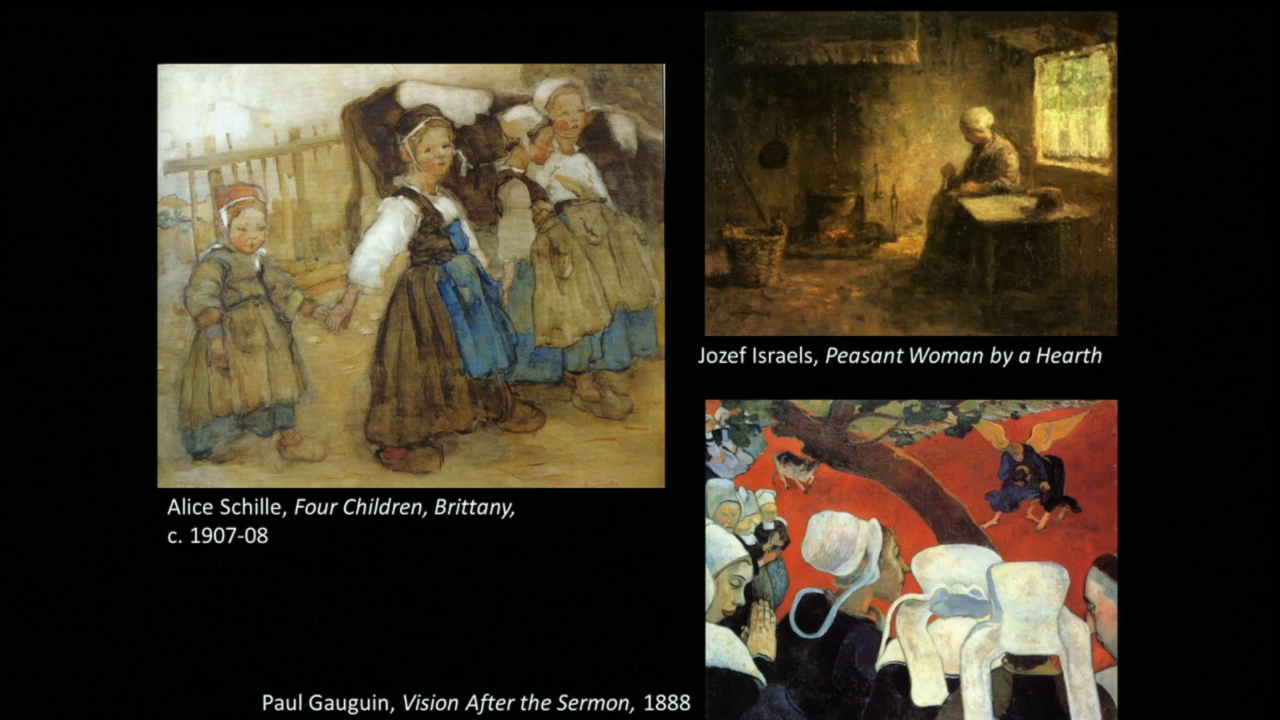 Jozef Israels, Peasant Woman by a Hearth
Alice Schille, Four Children, Brittany,
c. 1907-08
Paul Gauguin, Vision After the Sermon, 1888